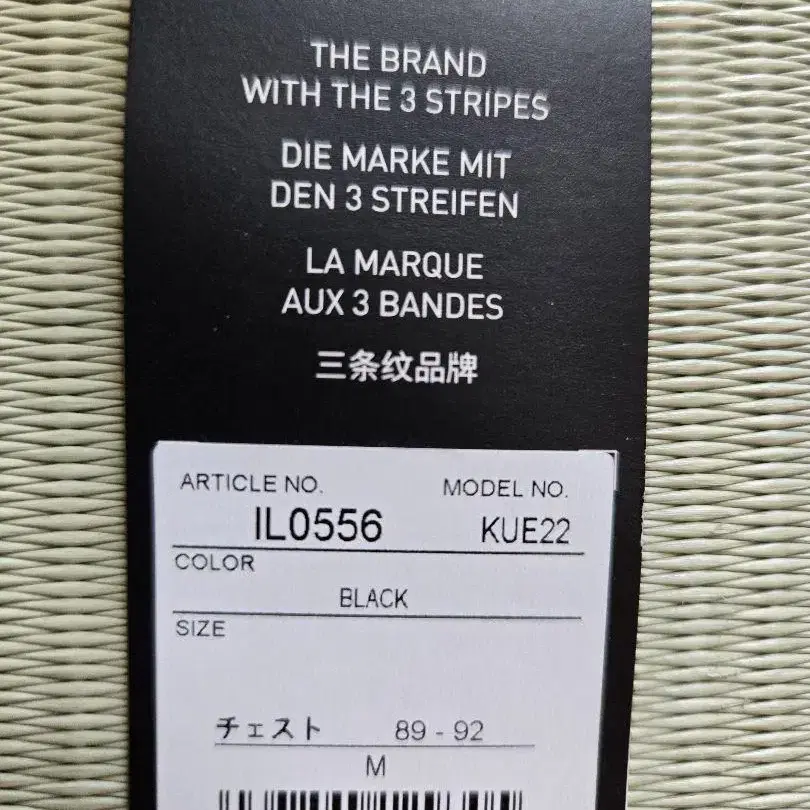 THE BRAND
WITH THE 3 STRIPES
DIE MARKE MIT
DEN 3 STREIFEN
LA MARQUE
AUX 3 BANDES
三条纹品牌
ARTICLE NO. MODEL NO.
IL0556 KUE22
COLOR
BLACK
SIZE
チェスト 89 - 92
M